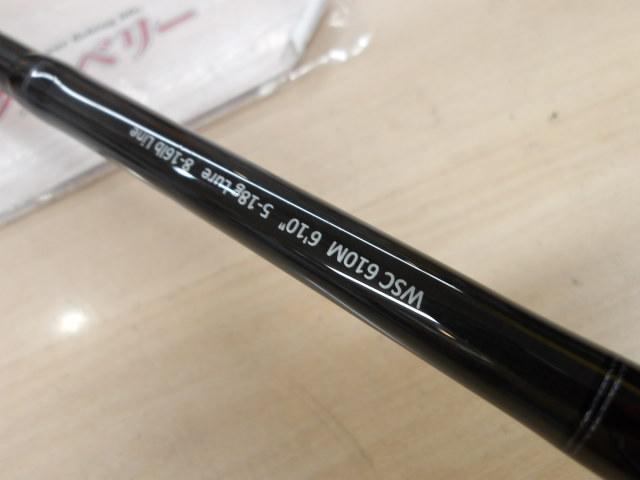 WSC 610M 6'10" 5-18g Lure 8-16lb Line
ベリー